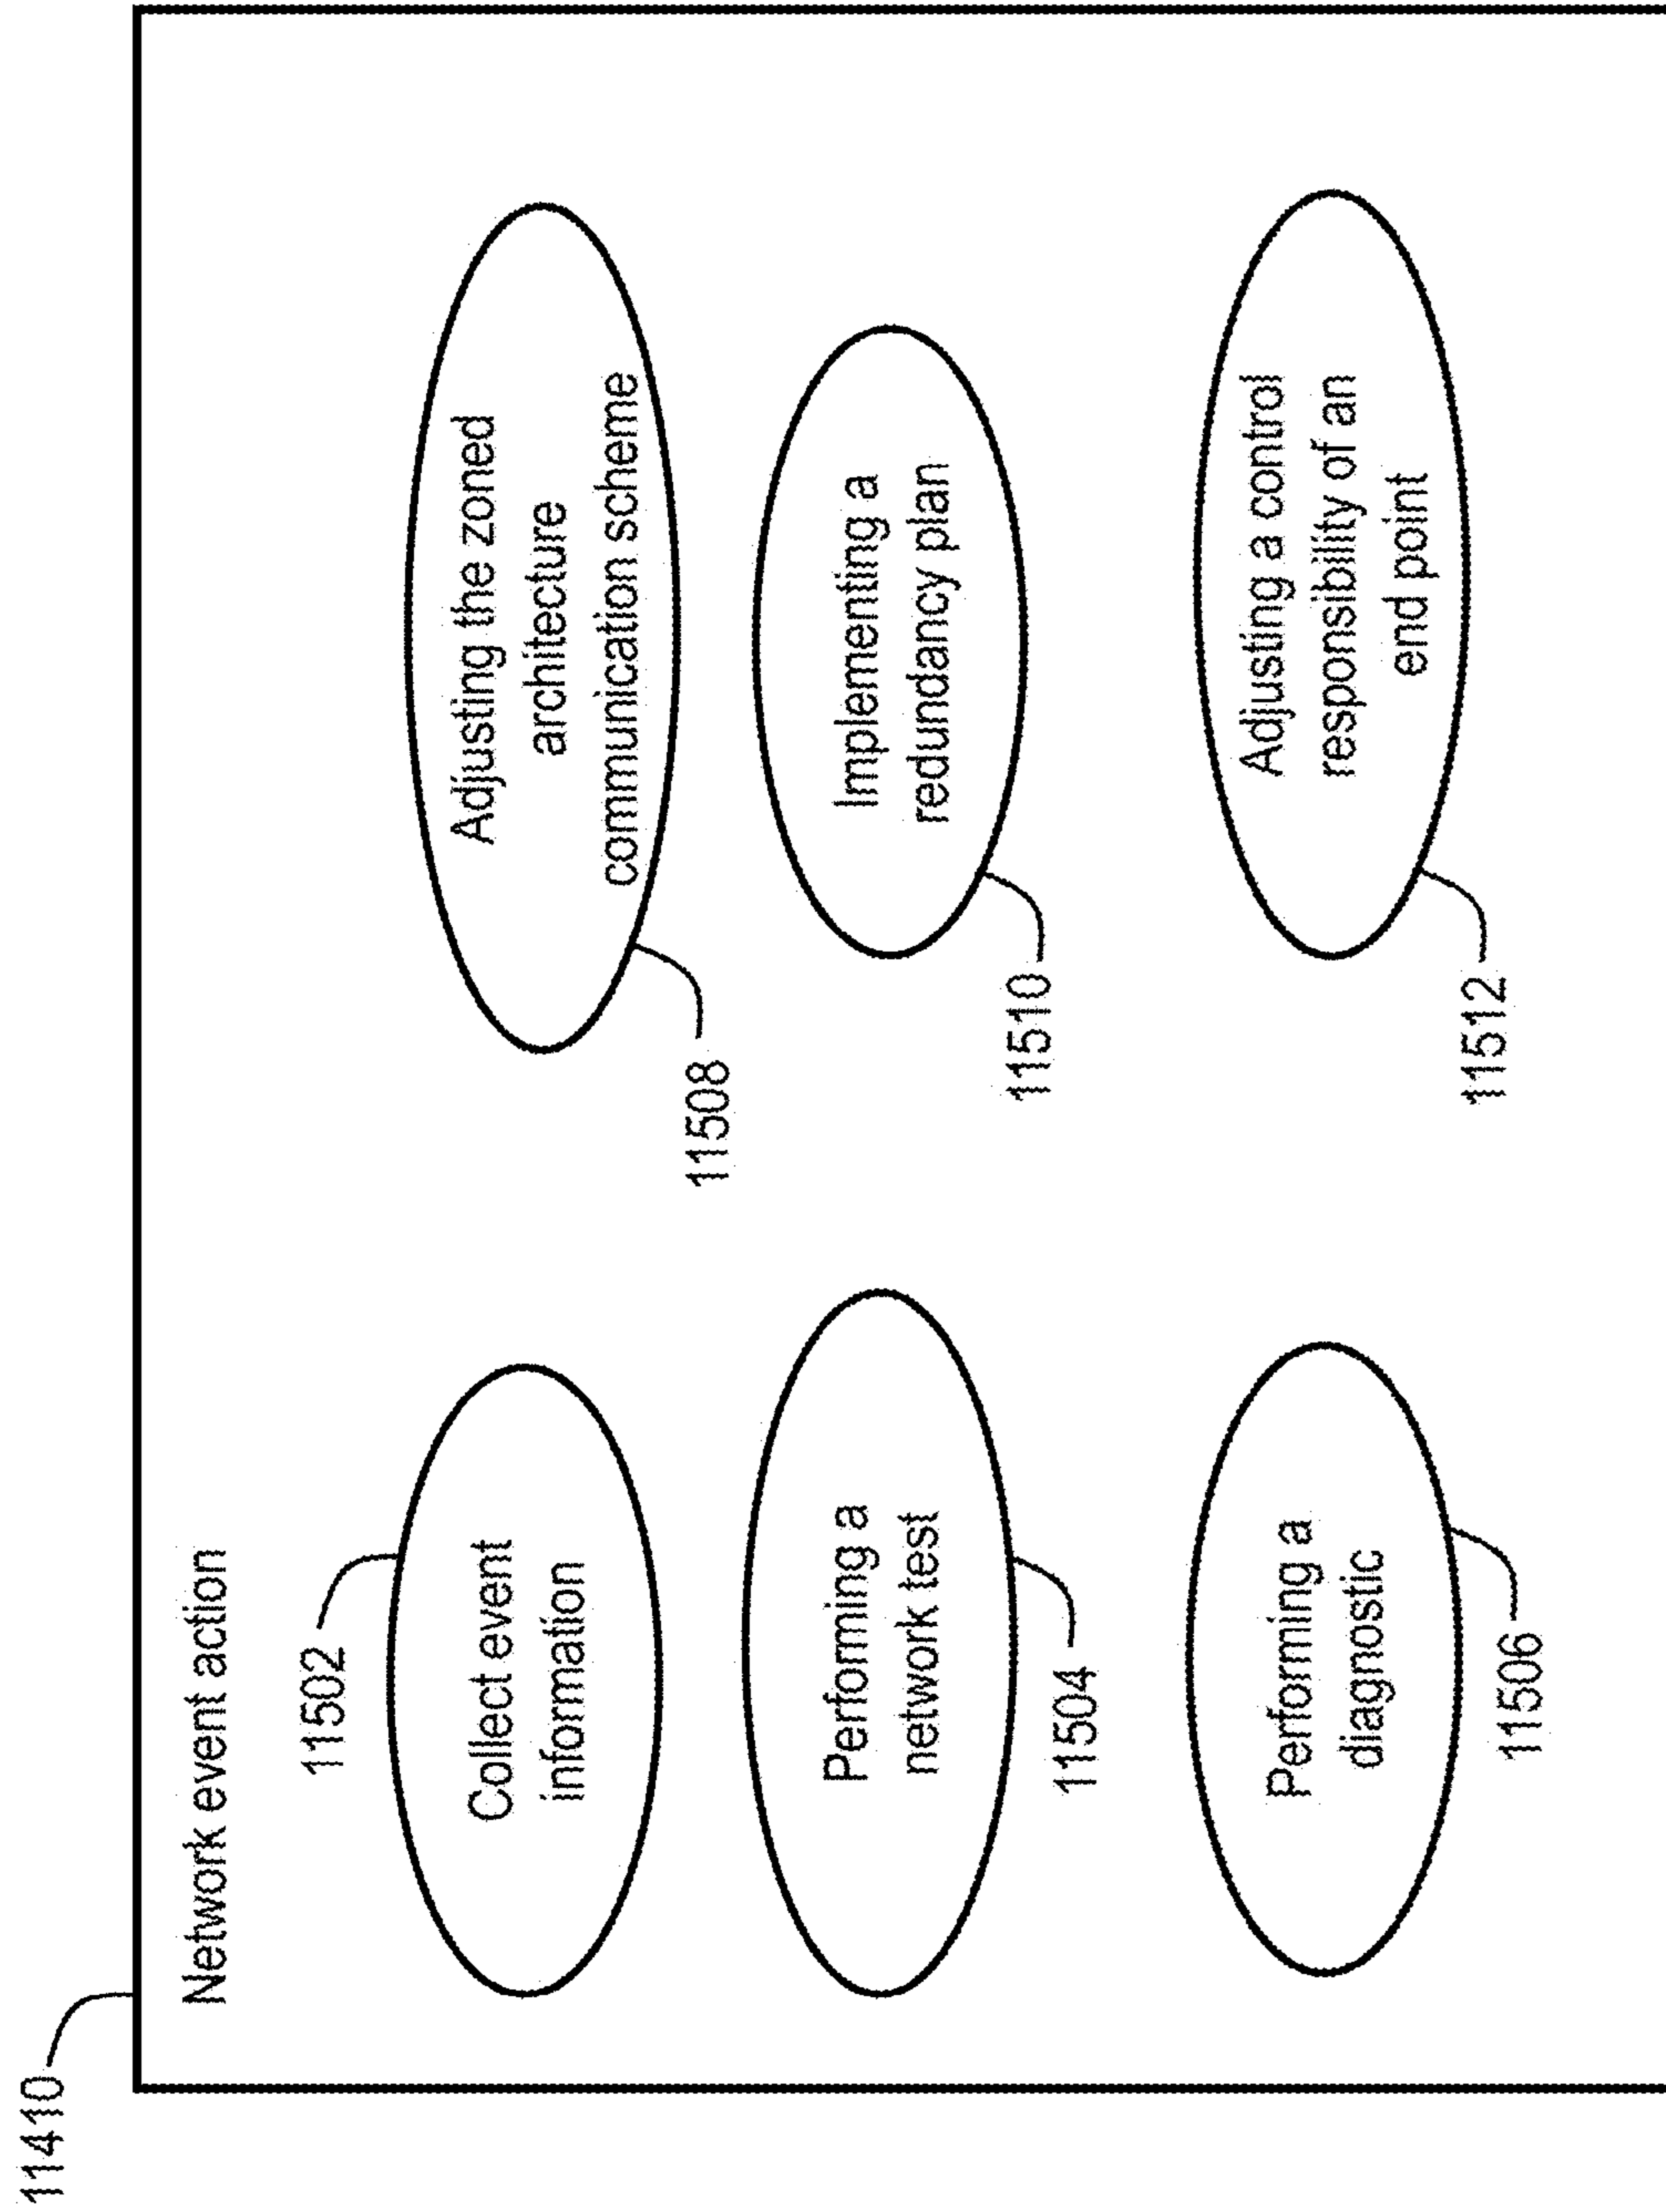 11410
Network event action
11502
Collect event
information
Performing a
network test
11504
Performing a
diagnostic
11506
Adjusting the zoned
architecture
communication scheme
11508
Implementing a
redundancy plan
11510
Adjusting a control
responsibility of an
end point
11512